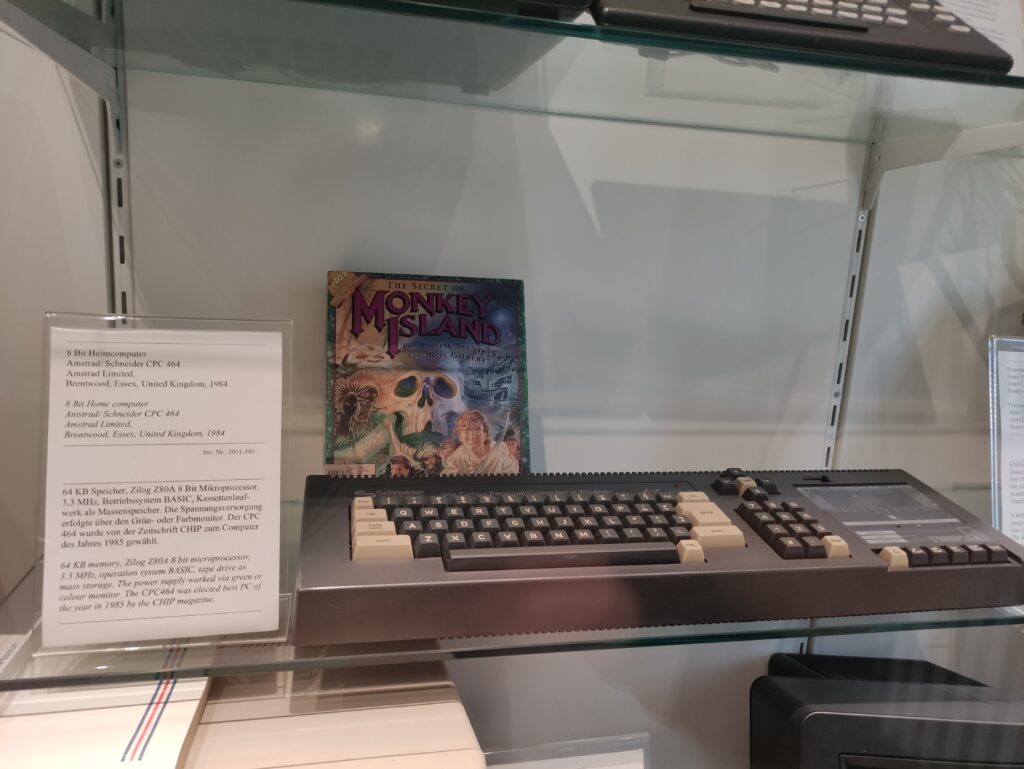 8 Bit Heimcomputer
Amstrad/ Schneider CPC 464
Amstrad Limited,
Brentwood, Essex, United Kingdom, 1984
8 Bit Home computer
Amstrad/ Schneider CPC 464
Amstrad Limited,
Brentwood, Essex, United Kingdom, 1984
Inv. Nr.: 2011-340
64 KB Speicher, Zilog Z80A 8 Bit Mikroprozessor,
3,3 MHz, Betriebssystem BASIC, Kassettenlauf-
werk als Massenspeicher. Die Spannungsversorgung
erfolgte über den Grün- oder Farbmonitor. Der CPC
464 wurde von der Zeitschrift CHIP zum Computer
des Jahres 1985 gewählt.
64 KB memory, Zilog Z80A 8 bit microprocessor,
3.3 MHz, operation system BASIC, tape drive as
mass storage. The power supply worked via green or
colour monitor. The CPC464 was elected best PC of
the year in 1985 by the CHIP magazine.
The Secret of
Monkey
Island
von Ron Gilbert
Schneider
Q W E R T Y U I O P
A S D F G H J K L
Z X C V B N M